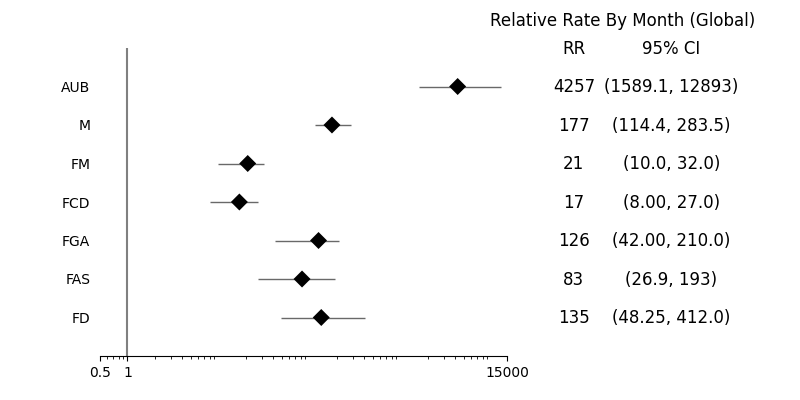 Relative Rate By Month (Global)
RR 95% CI
AUB 4257 (1589.1, 12893)
M 177 (114.4, 283.5)
FM 21 (10.0, 32.0)
FCD 17 (8.00, 27.0)
FGA 126 (42.00, 210.0)
FAS 83 (26.9, 193)
FD 135 (48.25, 412.0)
0.5 1 15000